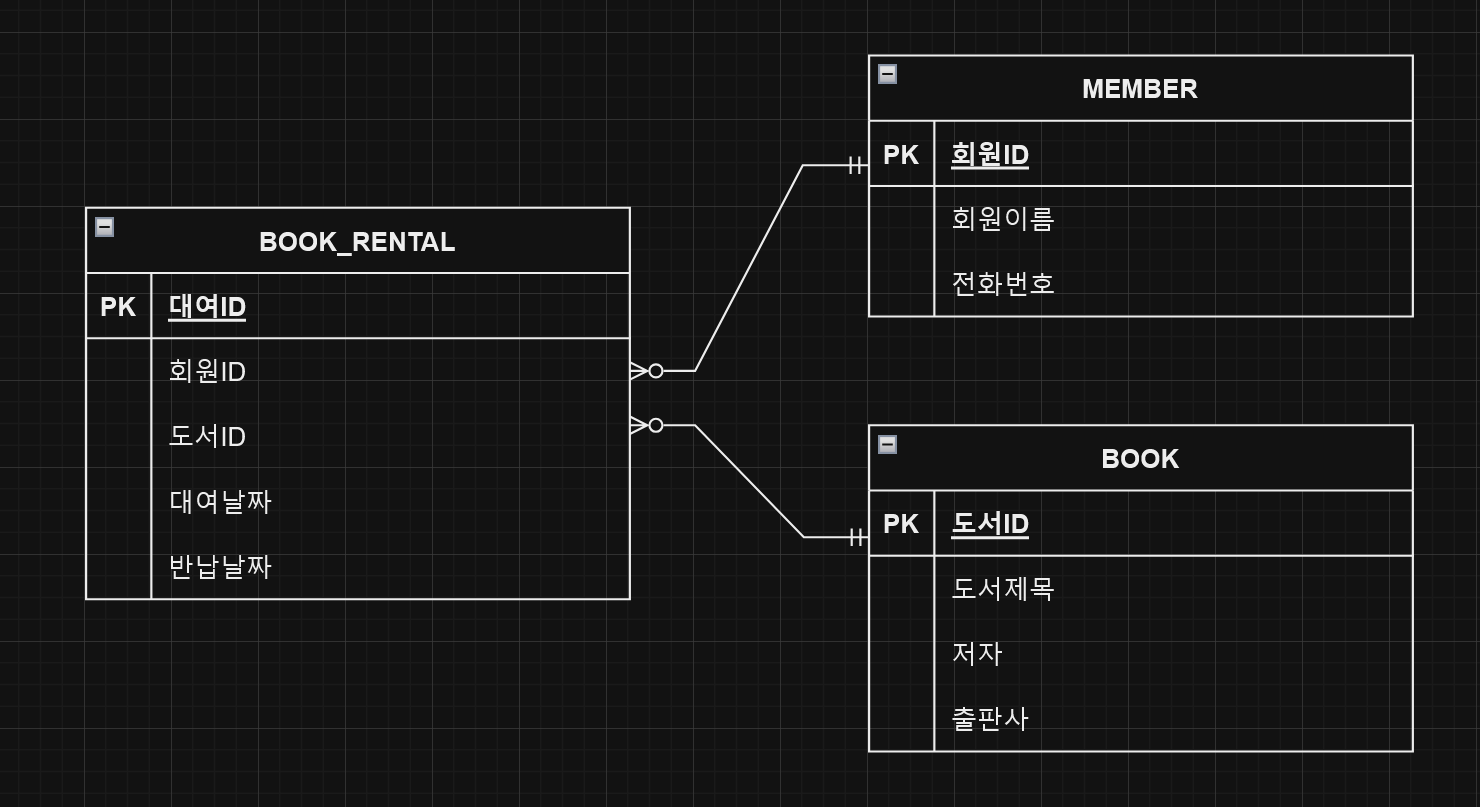 BOOK_RENTAL
PK 대여ID
회원ID
도서ID
대여날짜
반납날짜
MEMBER
PK 회원ID
회원이름
전화번호
BOOK
PK 도서ID
도서제목
저자
출판사